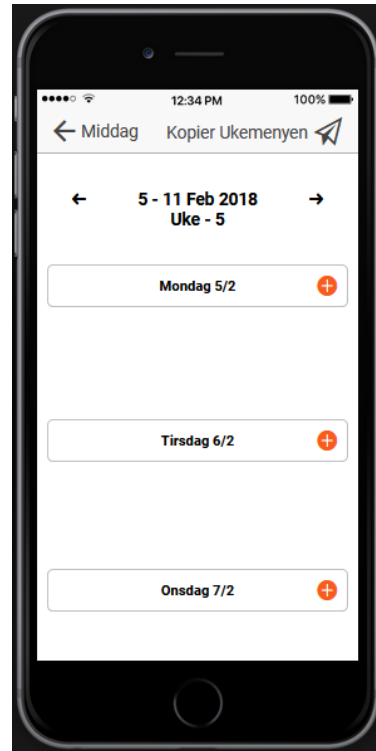 12:34 PM 100%
Middag Kopier Ukemenyen
5 - 11 Feb 2018
Uke - 5
Mondag 5/2
Tirsdag 6/2
Onsdag 7/2